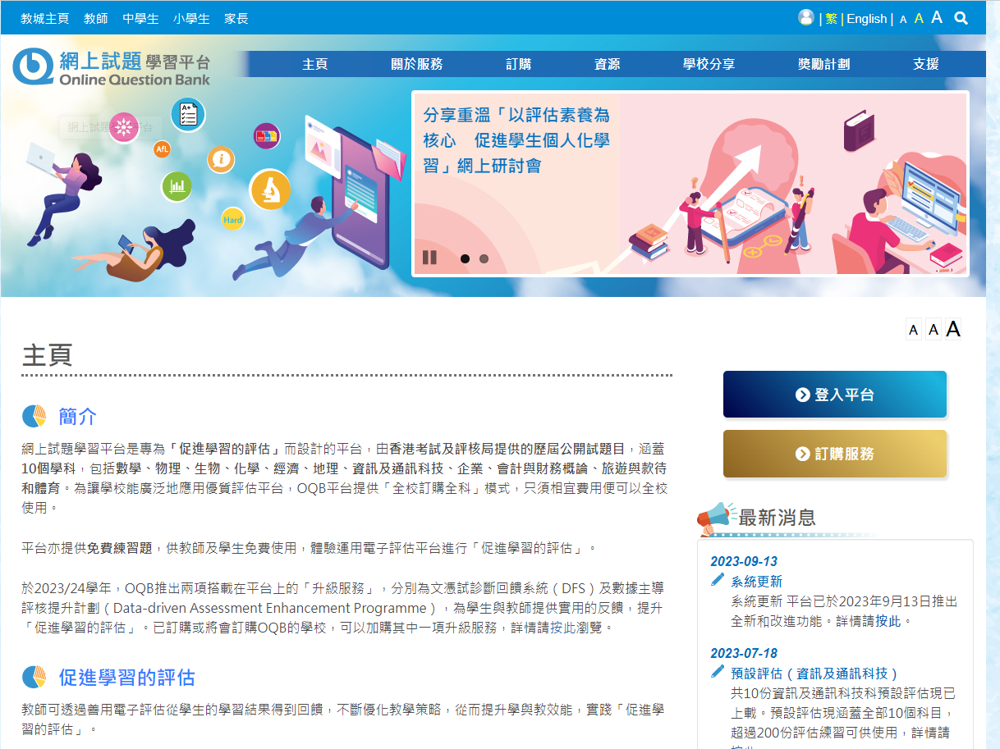 教城主頁 教師 中學生 小學生 家長
| 繁 | English | A A A
網上試題 學習平台
Online Question Bank
主頁 關於服務 訂購 資源 學校分享 獎勵計劃 支援
A+
AfL
Hard
分享重溫「以評估素養為
核心　促進學生個人化學
習」網上研討會
A A A
主頁
簡介
網上試題學習平台是專為「促進學習的評估」而設計的平台，由香港考試及評核局提供的歷屆公開試題目，涵蓋
10個學科，包括數學、物理、生物、化學、經濟、地理、資訊及通訊科技、企業、會計與財務概論、旅遊與款待
和體育。為讓學校能廣泛地應用優質評估平台，OQB平台提供「全校訂購全科」模式，只須相宜費用便可以全校
使用。
平台亦提供免費練習題，供教師及學生免費使用，體驗運用電子評估平台進行「促進學習的評估」。
於2023/24學年，OQB推出兩項搭載在平台上的「升級服務」，分別為文憑試診斷回饋系統（DFS）及數據主導
評核提升計劃（Data-driven Assessment Enhancement Programme），為學生與教師提供實用的反饋，提升
「促進學習的評估」。已訂購或將會訂購OQB的學校，可以加購其中一項升級服務，詳情請按此瀏覽。
促進學習的評估
教師可透過善用電子評估從學生的學習結果得到回饋，不斷優化教學策略，從而提升學與教效能，實踐「促進學
習的評估」。
登入平台
訂購服務
最新消息
2023-09-13
系統更新
系統更新 平台已於2023年9月13日推出
全新和改進功能。詳情請按此。
2023-07-18
預設評估（資訊及通訊科技）
共10份資訊及通訊科技科預設評估現已
上載。預設評估現涵蓋全部10個科目，
超過200份評估練習可供使用，詳情請